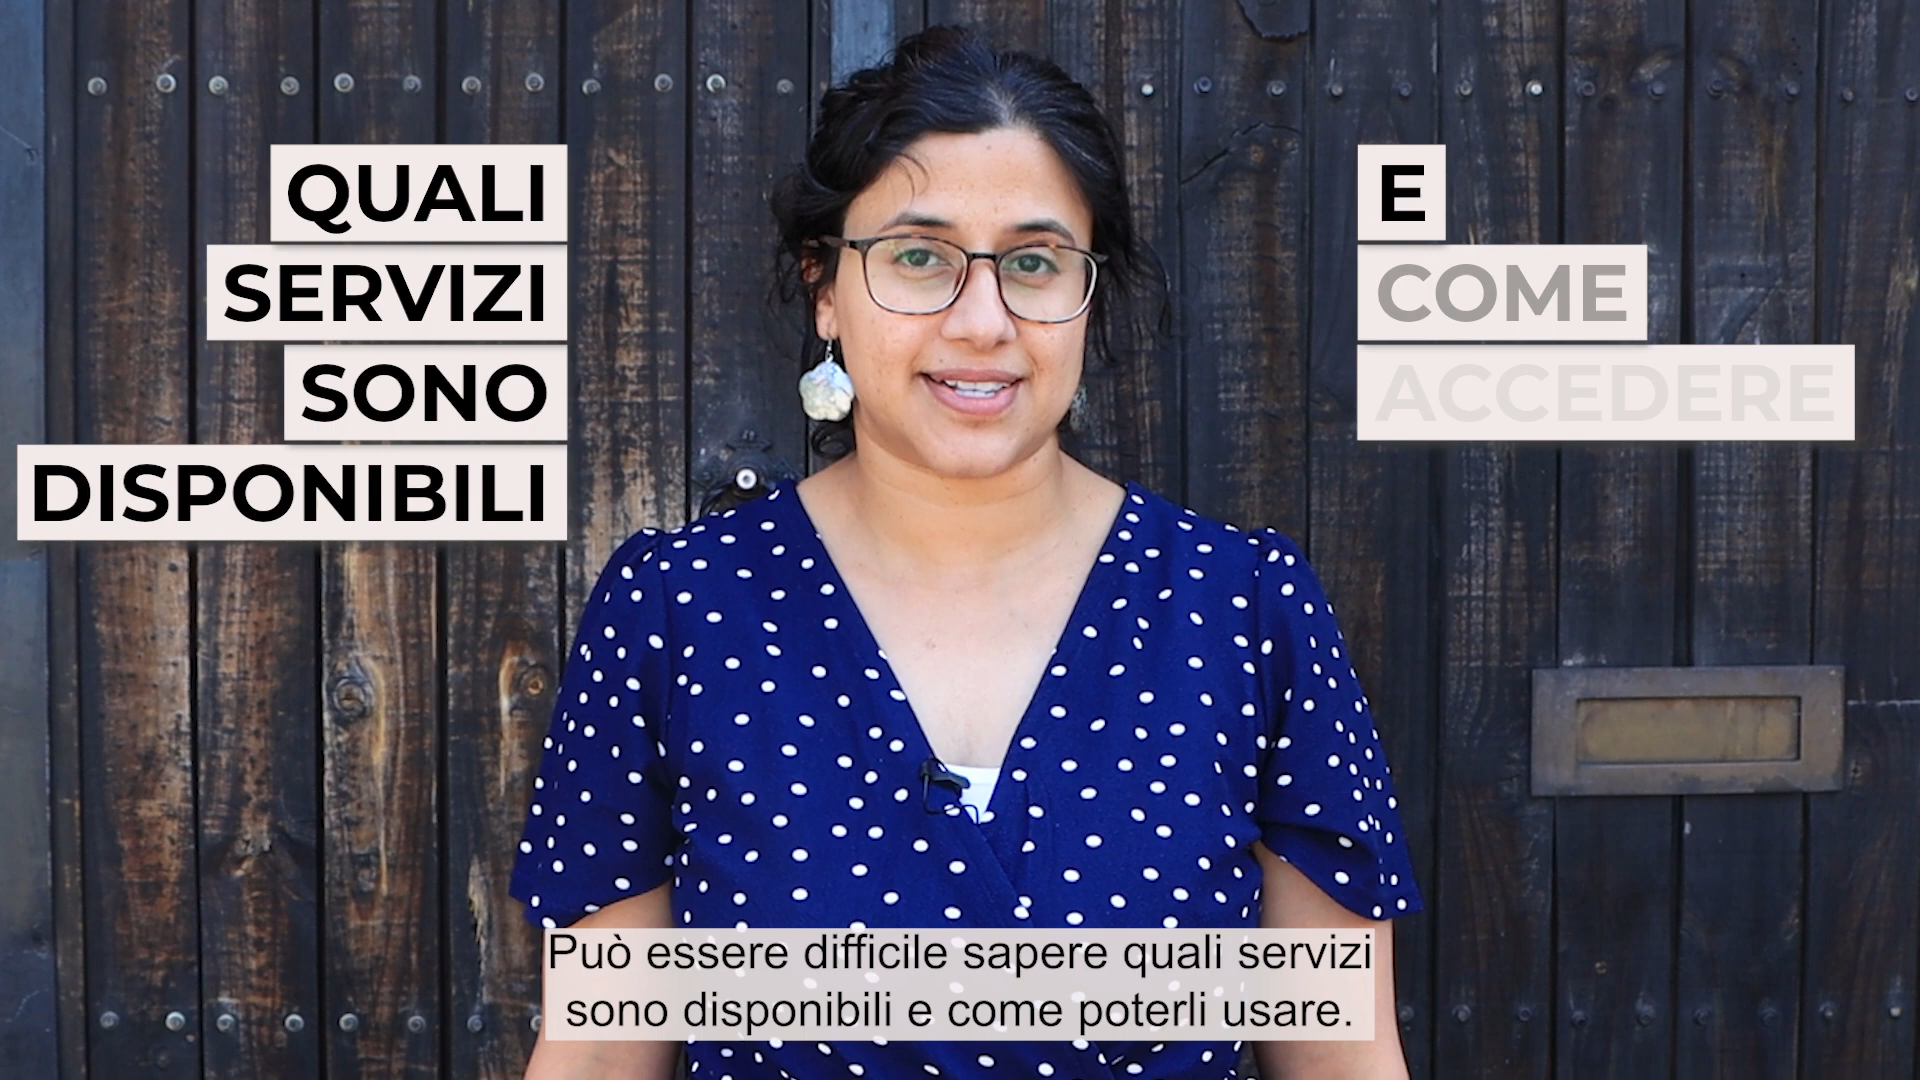 QUALI
SERVIZI
SONO
DISPONIBILI
E
COME
ACCEDERE
Può essere difficile sapere quali servizi
sono disponibili e come poterli usare.